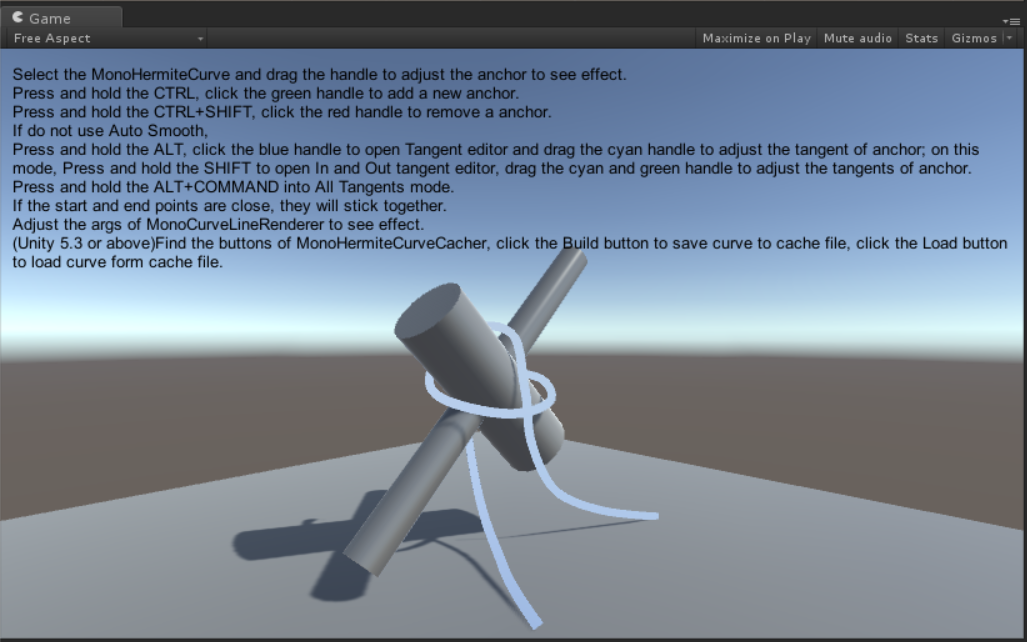 Game
Free Aspect
Maximize on Play Mute audio Stats Gizmos
Select the MonoHermiteCurve and drag the handle to adjust the anchor to see effect.
Press and hold the CTRL, click the green handle to add a new anchor.
Press and hold the CTRL+SHIFT, click the red handle to remove a anchor.
If do not use Auto Smooth,
Press and hold the ALT, click the blue handle to open Tangent editor and drag the cyan handle to adjust the tangent of anchor; on this
mode, Press and hold the SHIFT to open In and Out tangent editor, drag the cyan and green handle to adjust the tangents of anchor.
Press and hold the ALT+COMMAND into All Tangents mode.
If the start and end points are close, they will stick together.
Adjust the args of MonoCurveLineRenderer to see effect.
(Unity 5.3 or above)Find the buttons of MonoHermiteCurveCacher, click the Build button to save curve to cache file, click the Load button
to load curve form cache file.